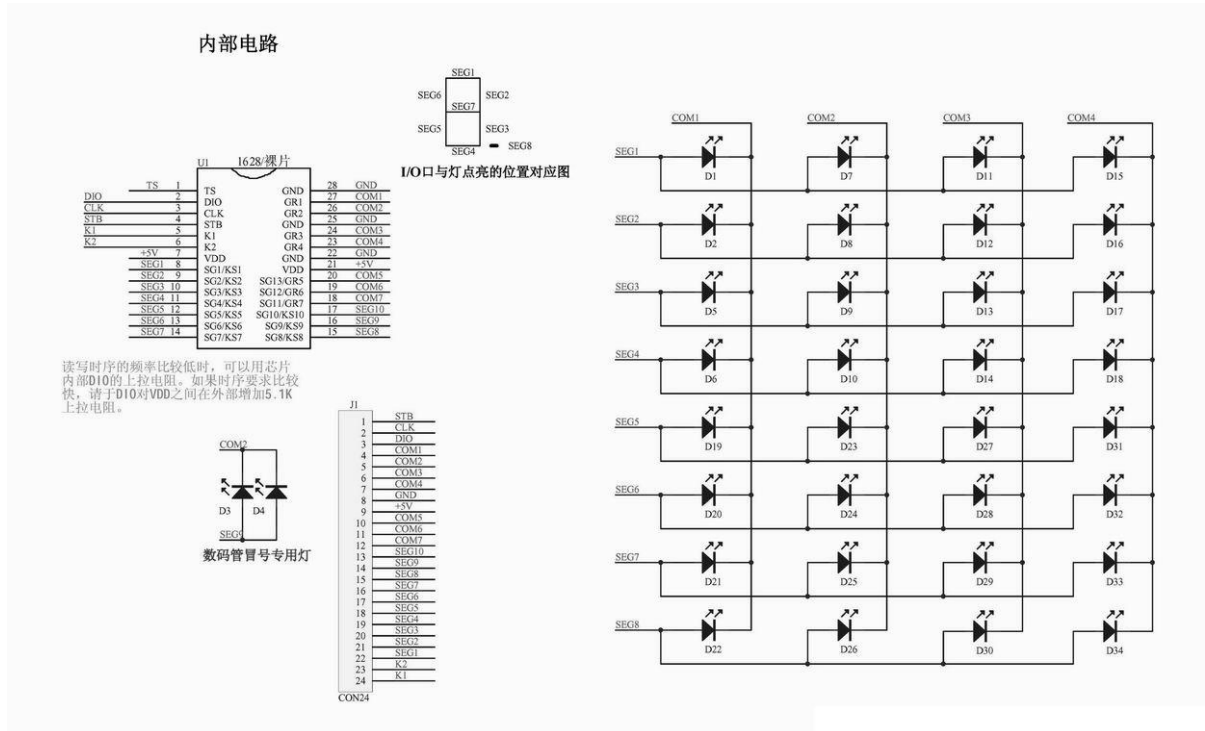 内部电路
SEG1
SEG6
SEG2
SEG7
SEG5
SEG3
SEG4
SEG8
I/O口与灯点亮的位置对应图
U1
1628/裸片
TS 1 TS GND 28 GND
DIO 2 DIO GR1 27 COM1
CLK 3 CLK GR2 26 COM2
STB 4 STB GND 25 GND
K1 5 K1 GR3 24 COM3
K2 6 K2 GR4 23 COM4
+5V 7 VDD GND 22 GND
SEG1 8 SG1/KS1 VDD 21 +5V
SEG2 9 SG2/KS2 SG13/GR5 20 COM5
SEG3 10 SG3/KS3 SG12/GR6 19 COM6
SEG4 11 SG4/KS4 SG11/GR7 18 COM7
SEG5 12 SG5/KS5 SG10/KS10 17 SEG10
SEG6 13 SG6/KS6 SG9/KS9 16 SEG9
SEG7 14 SG7/KS7 SG8/KS8 15 SEG8
读写时序的频率比较低时，可以用芯片
内部DIO的上拉电阻。如果时序要求比较
快，请于DIO对VDD之间在外部增加5.1K
上拉电阻。
COM2
D3 D4
SEG9
数码管冒号专用灯
J1
1 STB
2 CLK
3 DIO
4 COM1
5 COM2
6 COM3
7 COM4
8 GND
9 +5V
10 COM5
11 COM6
12 COM7
13 SEG10
14 SEG9
15 SEG8
16 SEG7
17 SEG6
18 SEG5
19 SEG4
20 SEG3
21 SEG2
22 SEG1
23 K2
24 K1
CON24
COM1 COM2 COM3 COM4
SEG1
D1 D7 D11 D15
SEG2
D2 D8 D12 D16
SEG3
D5 D9 D13 D17
SEG4
D6 D10 D14 D18
SEG5
D19 D23 D27 D31
SEG6
D20 D24 D28 D32
SEG7
D21 D25 D29 D33
SEG8
D22 D26 D30 D34